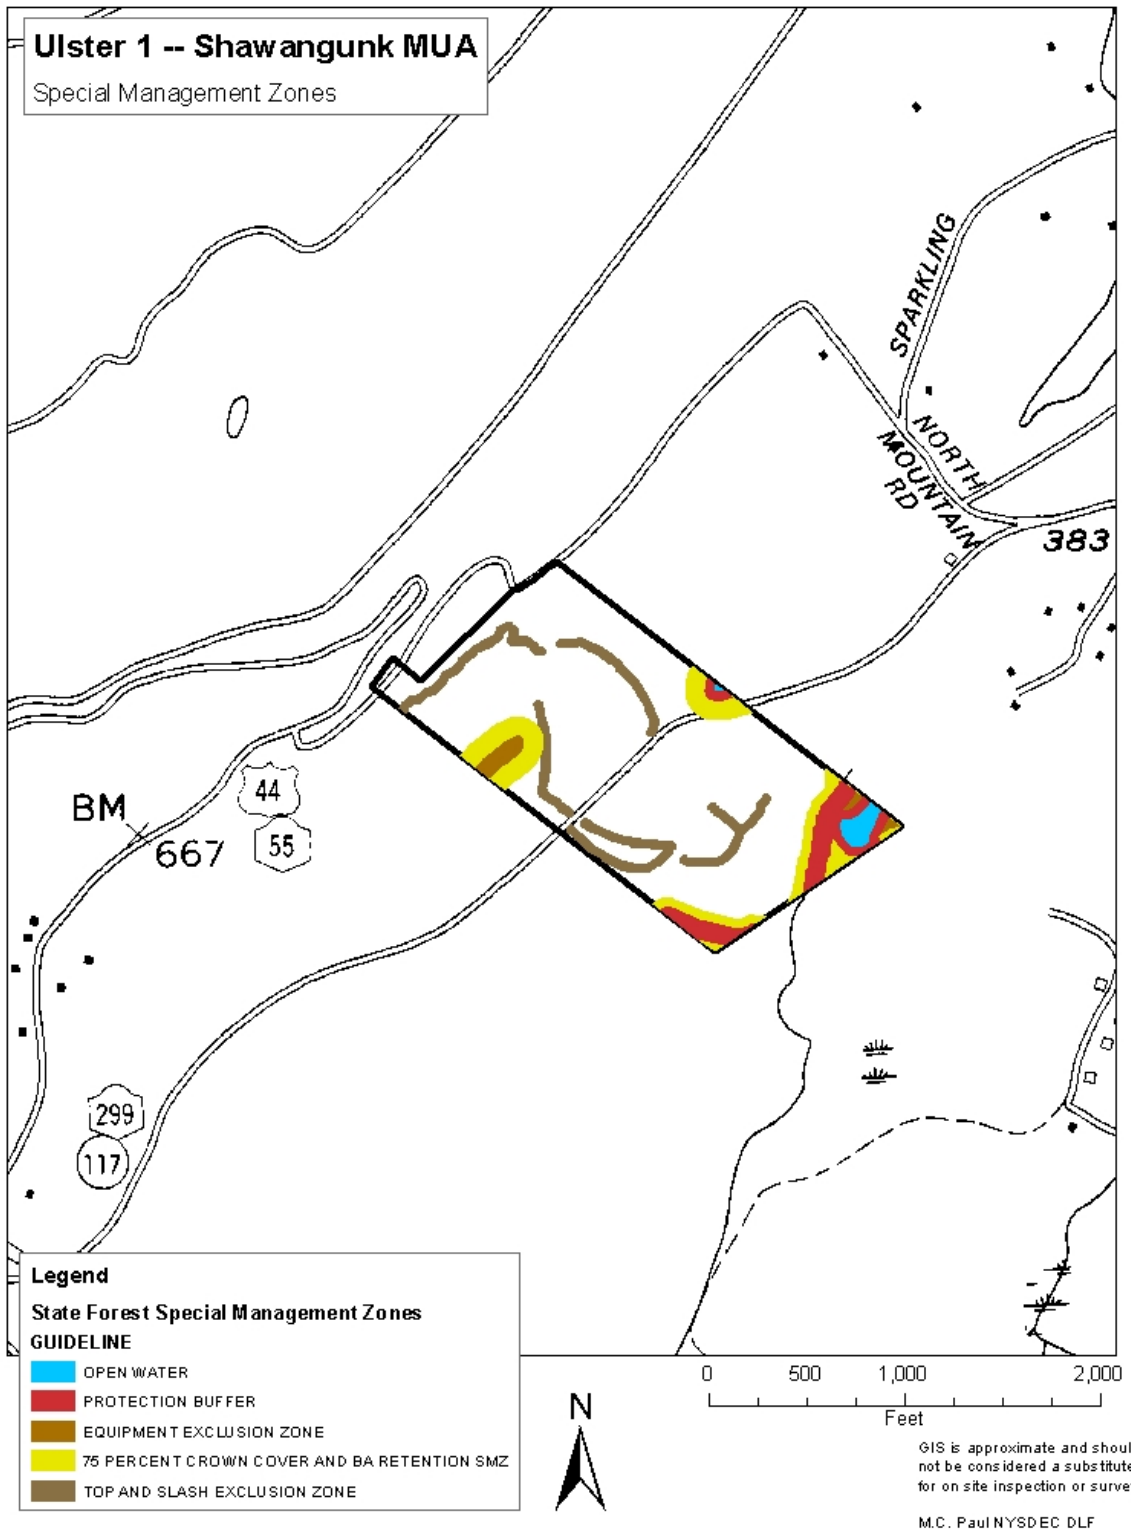 Ulster 1 -- Shawangunk MUA
Special Management Zones
SPARKLING
NORTH
MOUNTAIN
RD
383
44
55
BM
667
299
117
Legend
State Forest Special Management Zones
GUIDELINE
OPEN WATER
PROTECTION BUFFER
EQUIPMENT EXCLUSION ZONE
75 PERCENT CROWN COVER AND BA RETENTION SMZ
TOP AND SLASH EXCLUSION ZONE
N
0 500 1,000 2,000
Feet
GIS is approximate and shoul
not be considered a substitute
for on site inspection or surve
M.C. Paul NYSDEC DLF